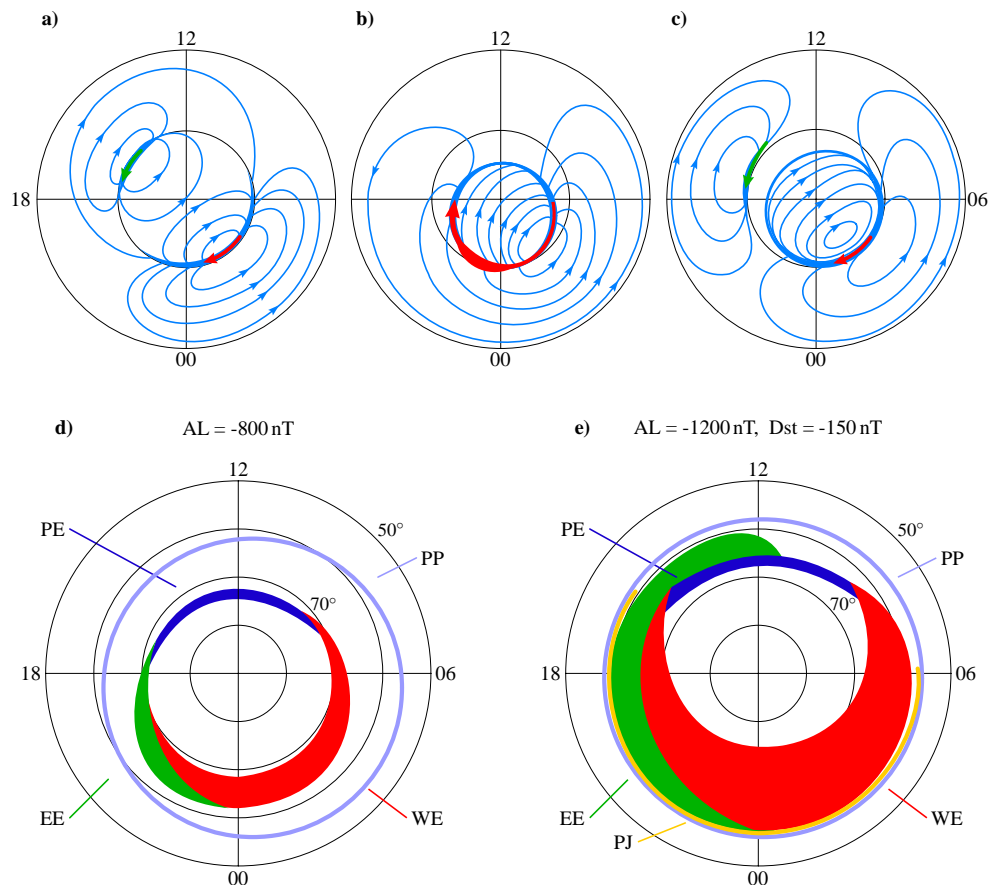 a)
b)
c)
12
12
12
18
06
00
00
00
d)
AL = -800 nT
e)
AL = -1200 nT, Dst = -150 nT
12
12
PE
50°
PP
PE
50°
PP
70°
70°
18
06
18
06
EE
WE
EE
PJ
WE
00
00